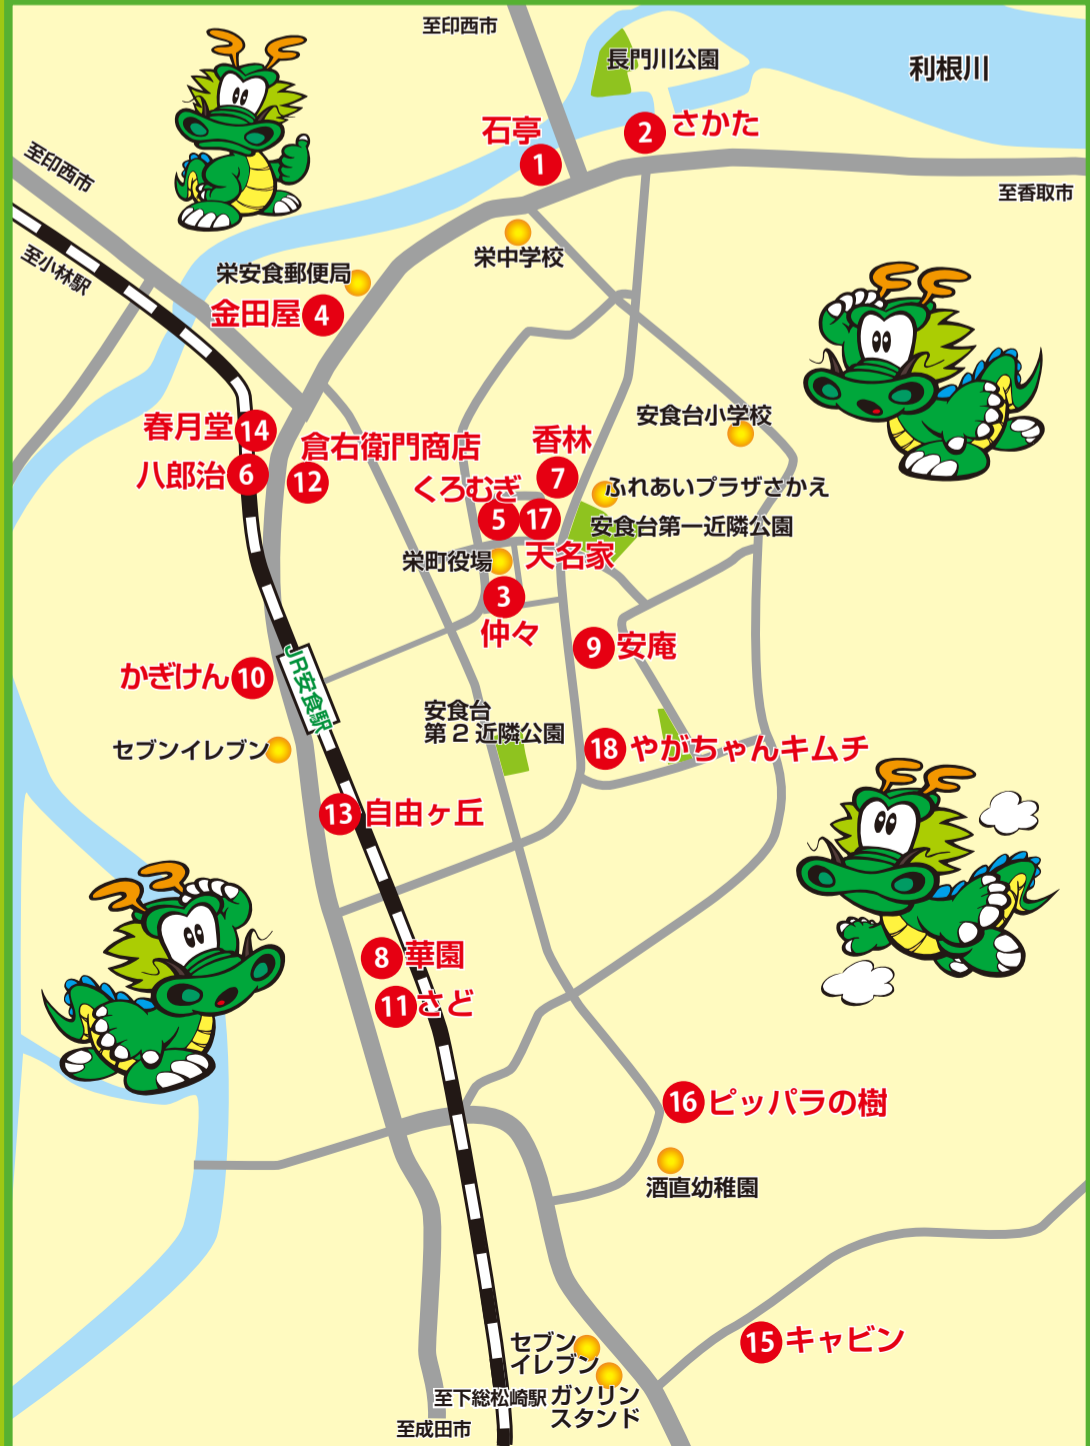 至印西市
長門川公園
利根川
石亭
1
2
さかた
至印西市
至香取市
至小林駅
栄中学校
栄安食郵便局
金田屋
4
春月堂
14
倉右衛門商店
12
八郎治
6
安食台小学校
香林
7
くろむぎ
5
17
天名家
ふれあいプラザさかえ
安食台第一近隣公園
栄町役場
3
仲々
9
安庵
かぎけん
10
JR安食駅
安食台
第2近隣公園
セブンイレブン
18
やがちゃんキムチ
13
自由ヶ丘
8
華園
11
さど
16
ピッパラの樹
酒直幼稚園
15
キャビン
セブン
イレブン
至下総松崎駅
ガソリン
スタンド
至成田市